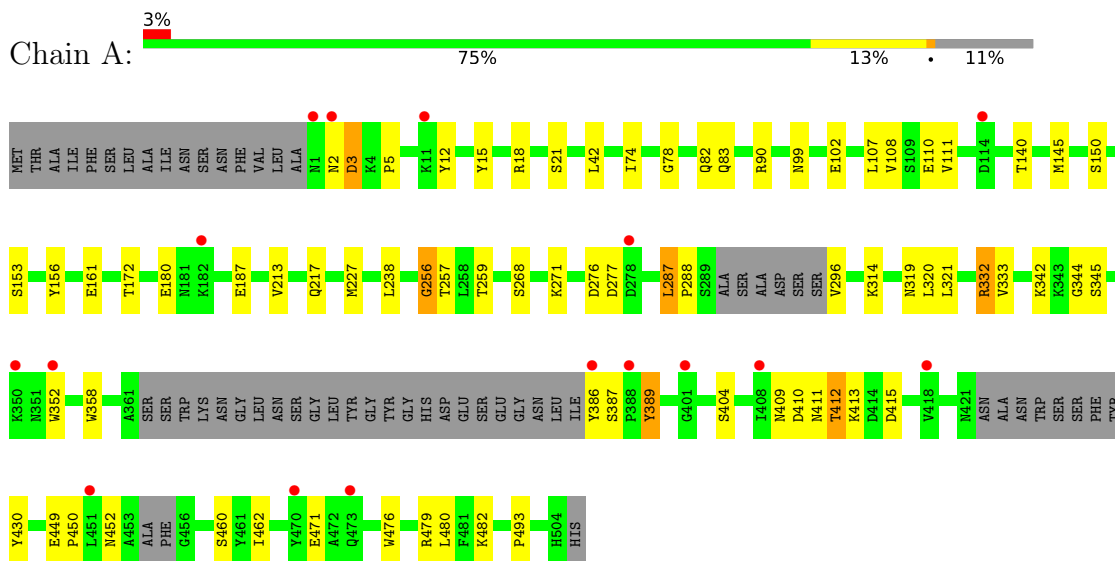 3%
Chain A:
75% 13% • 11%
MET THR ALA ILE PHE SER LEU ALA ILE ASN SER ASN PHE VAL LEU ALA N1 N2 D3 K4 P5 K11 Y12 Y15 R18 S21 L42 I74 G78 Q82 Q83 R90 N99 E102 L107 V108 S109 E110 V111 D114 T140 M145 S150
S153 Y156 E161 T172 E180 N181 K182 E187 V213 Q217 M227 L238 G256 T257 L258 T259 S268 K271 D276 D277 D278 L287 P288 S289 ALA SER ALA ASP SER SER V296 K314 N319 L320 L321 R332 V333 K342 K343 G344 S345
K350 N351 W352 W358 A361 SER SER TRP LYS ASN GLY LEU ASN SER GLY LEU TYR GLY TYR GLY HIS ASP GLU SER GLU GLY ASN LEU ILE Y386 S387 P388 Y389 G401 S404 I408 N409 D410 N411 T412 K413 D414 D415 V418 N421 ASN ALA ASN TRP SER SER PHE TYR
Y430 E449 P450 L451 N452 A453 ALA PHE G456 S460 Y461 I462 Y470 E471 A472 Q473 W476 R479 L480 F481 K482 P493 H504 HIS